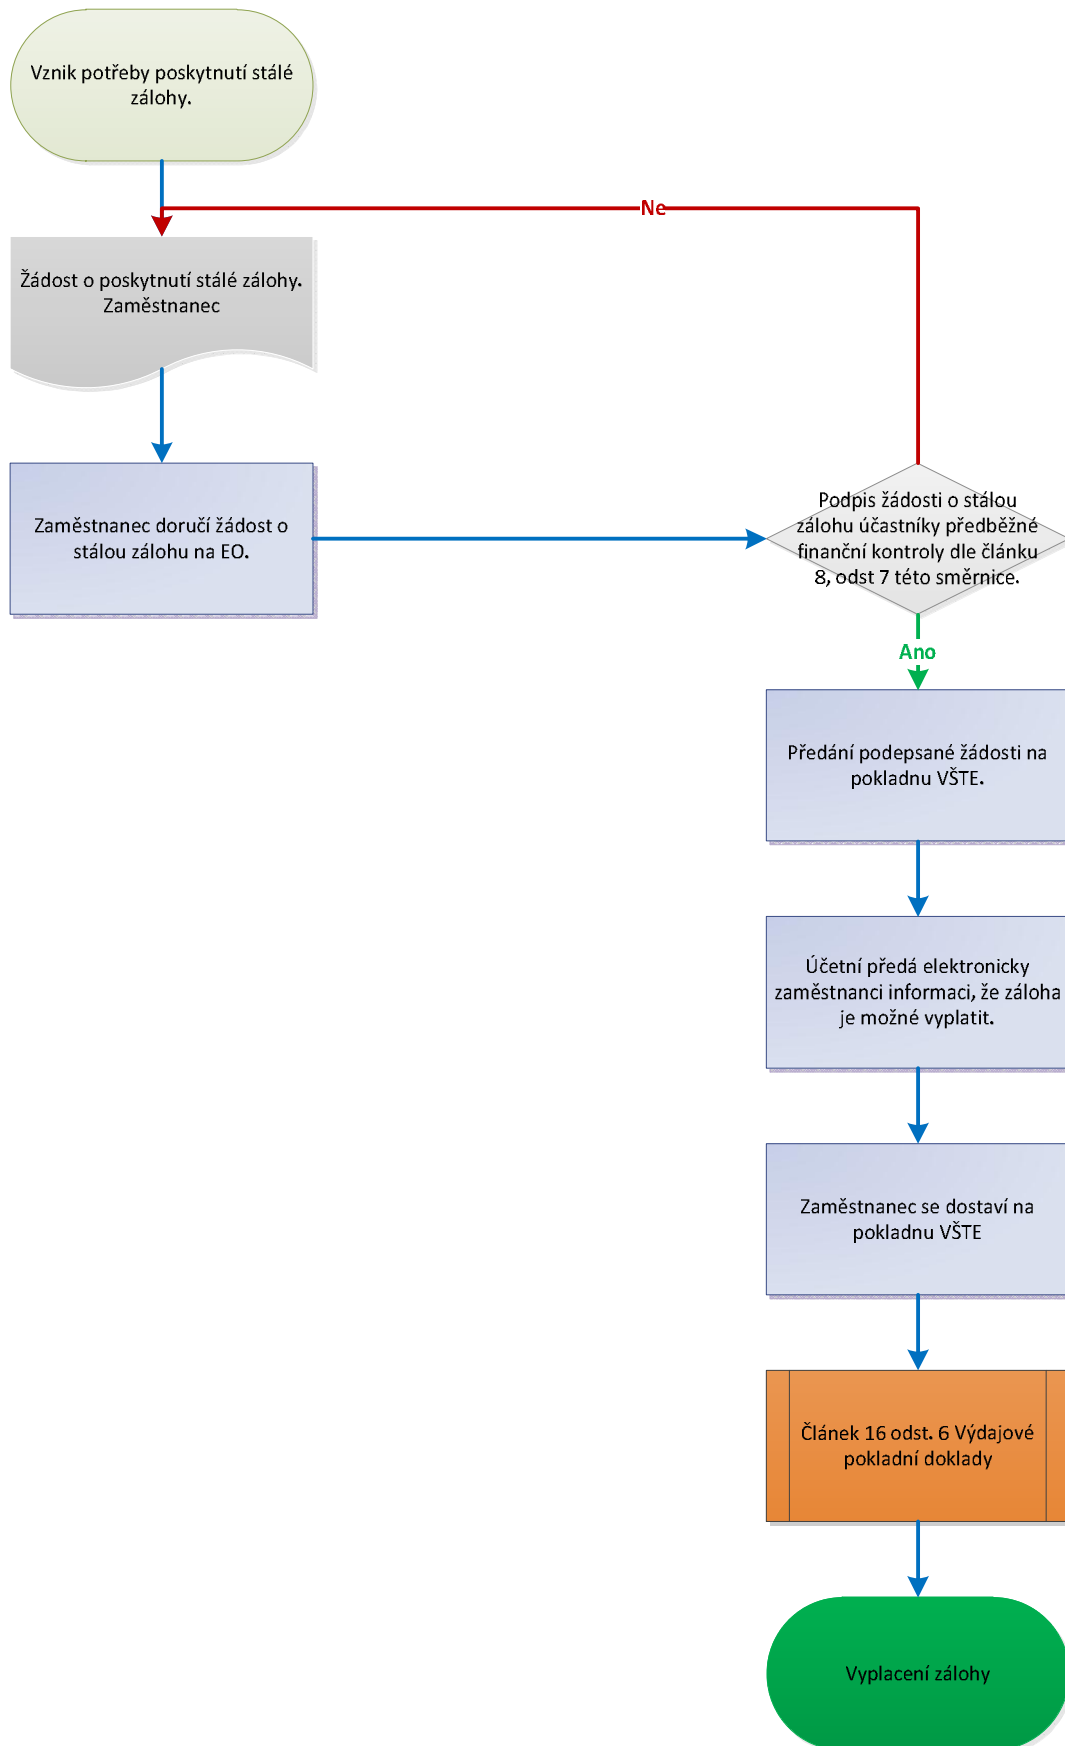 Vznik potřeby poskytnutí stálé
zálohy.
Ne
Žádost o poskytnutí stálé zálohy.
Zaměstnanec
Zaměstnanec doručí žádost o
stálou zálohu na EO.
Podpis žádosti o stálou
zálohu účastníky předběžné
finanční kontroly dle článku
8, odst 7 této směrnice.
Ano
Předání podepsané žádosti na
pokladnu VŠTE.
Účetní předá elektronicky
zaměstnanci informaci, že záloha
je možné vyplatit.
Zaměstnanec se dostaví na
pokladnu VŠTE
Článek 16 odst. 6 Výdajové
pokladní doklady
Vyplacení zálohy